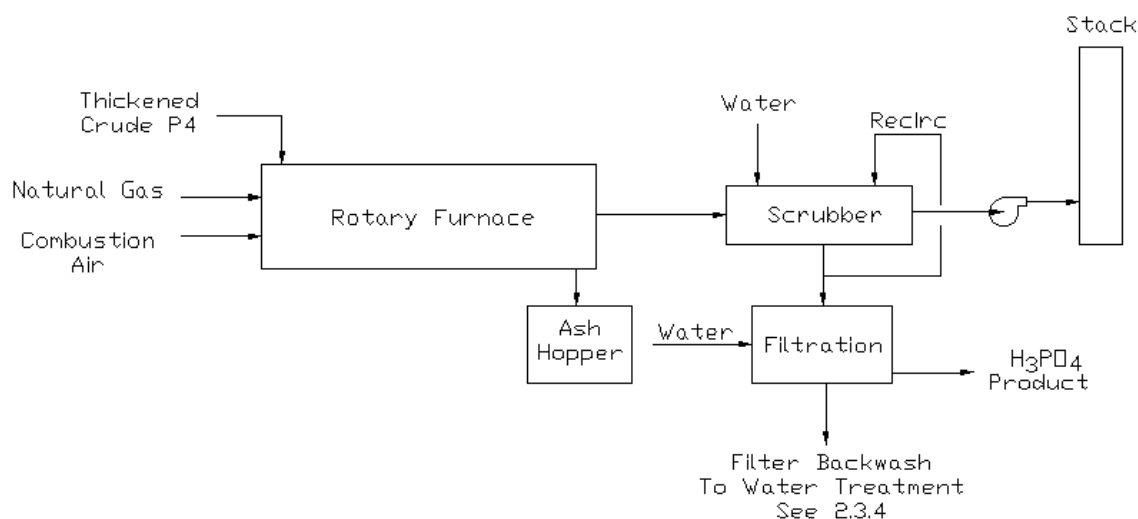 Stack
Thickened
Crude P4
Water
RecIrc
Natural Gas
Rotary Furnace
Scrubber
Combustion
Air
Ash
Hopper
Water
Filtration
H₃PO4
Product
Filter Backwash
To Water Treatment
See 2.3.4